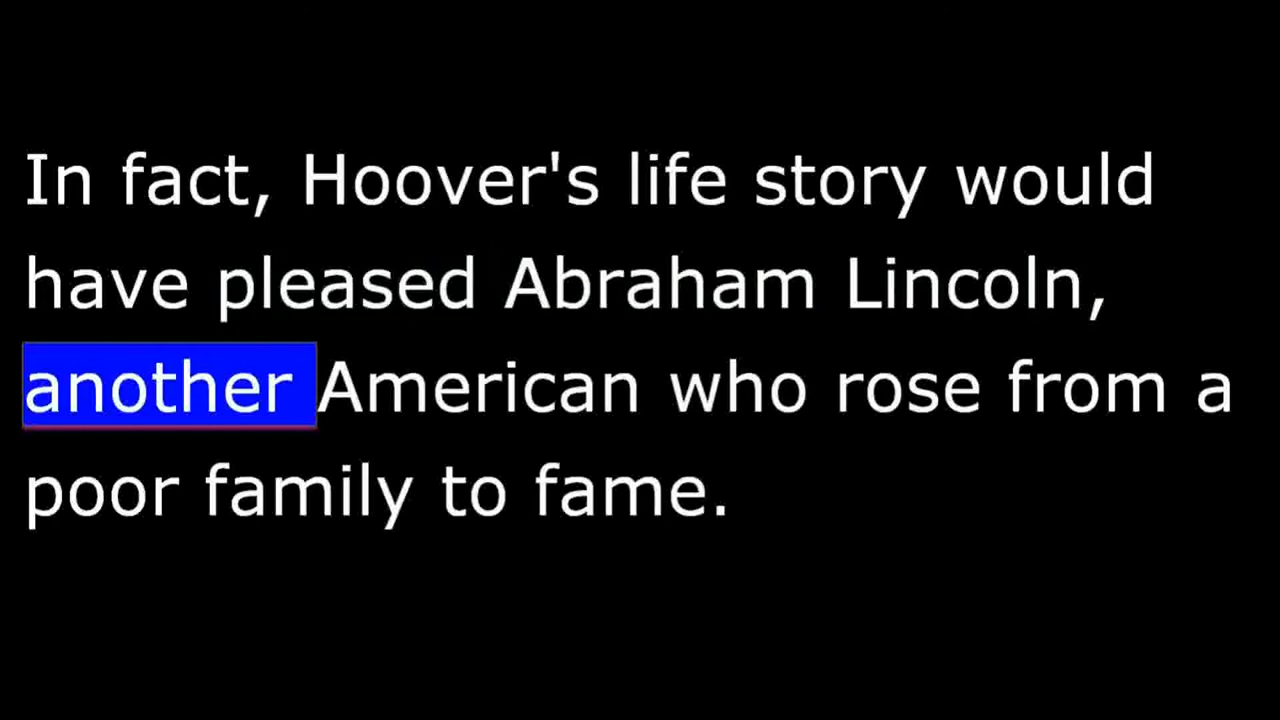 In fact, Hoover's life story would
have pleased Abraham Lincoln,
another American who rose from a
poor family to fame.